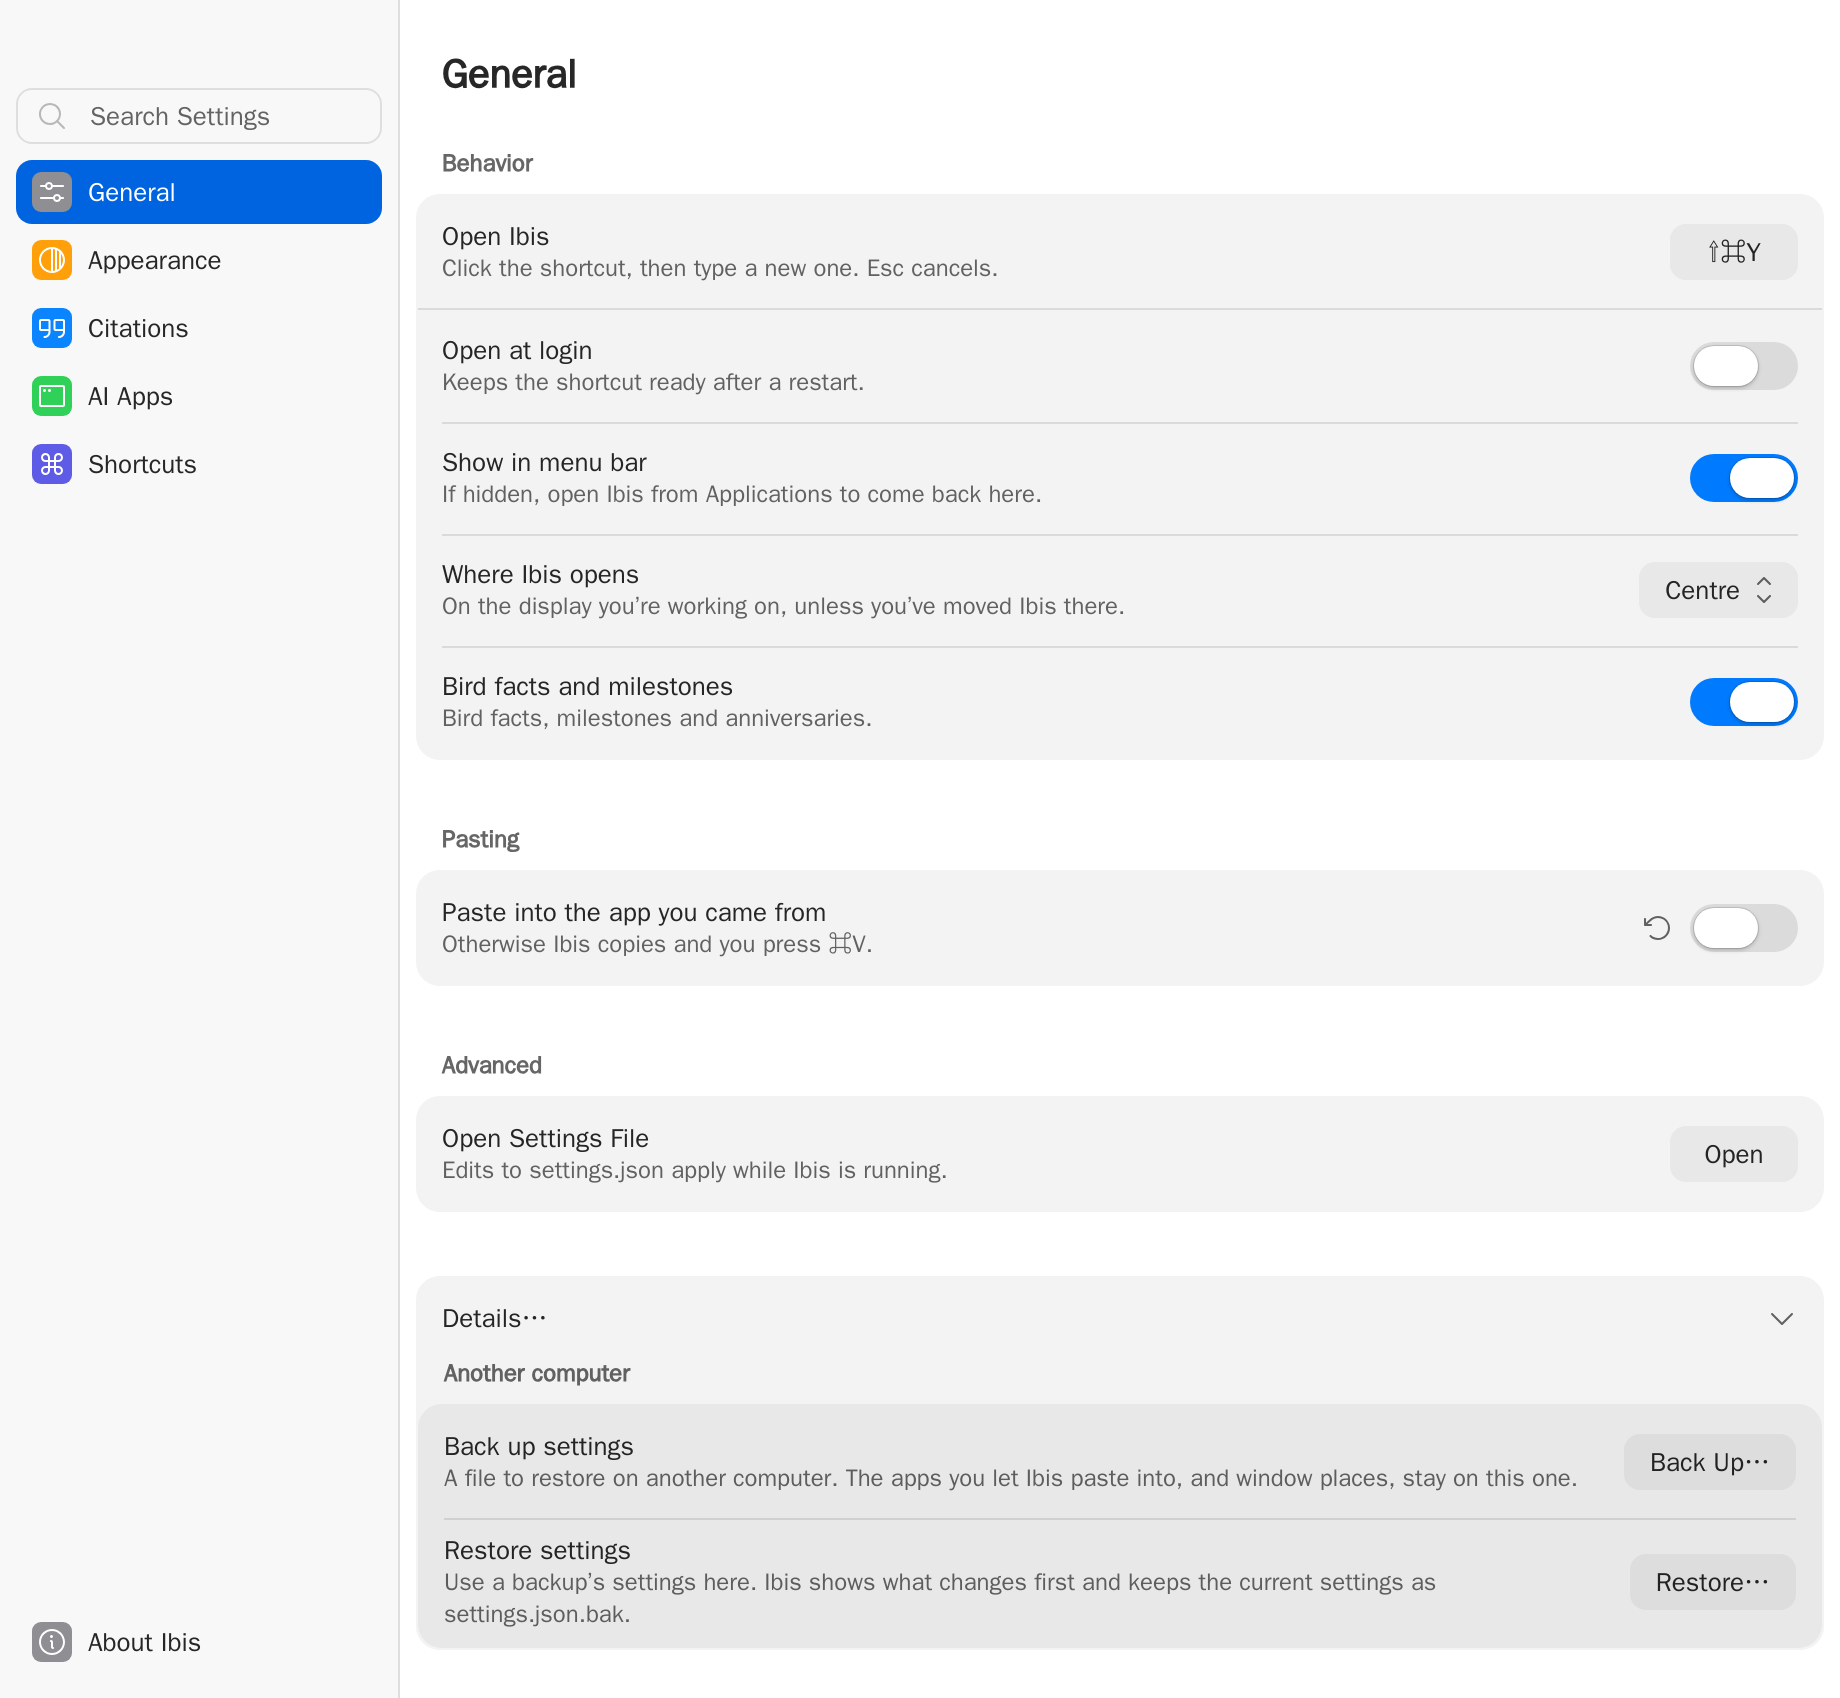 General
Search Settings
General
Appearance
Citations
AI Apps
Shortcuts
About Ibis
Behavior
Open Ibis
Click the shortcut, then type a new one. Esc cancels.
⇧⌘Y
Open at login
Keeps the shortcut ready after a restart.
Show in menu bar
If hidden, open Ibis from Applications to come back here.
Where Ibis opens
On the display you’re working on, unless you’ve moved Ibis there.
Centre
Bird facts and milestones
Bird facts, milestones and anniversaries.
Pasting
Paste into the app you came from
Otherwise Ibis copies and you press ⌘V.
Advanced
Open Settings File
Edits to settings.json apply while Ibis is running.
Open
Details…
Another computer
Back up settings
A file to restore on another computer. The apps you let Ibis paste into, and window places, stay on this one.
Back Up…
Restore settings
Use a backup’s settings here. Ibis shows what changes first and keeps the current settings as
settings.json.bak.
Restore…